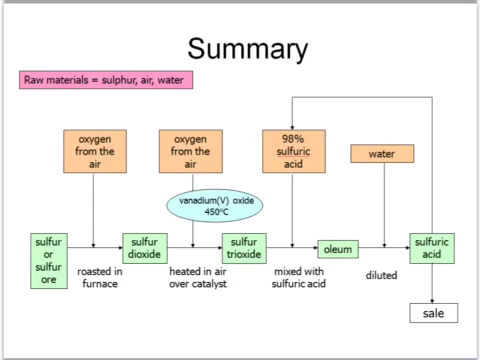 Summary
Raw materials = sulphur, air, water
oxygen
from the
air
oxygen
from the
air
98%
sulfuric
acid
water
vanadium(V) oxide
450°C
sulfur
or
sulfur
ore
roasted in
furnace
sulfur
dioxide
heated in air
over catalyst
sulfur
trioxide
mixed with
sulfuric acid
oleum
diluted
sulfuric
acid
sale